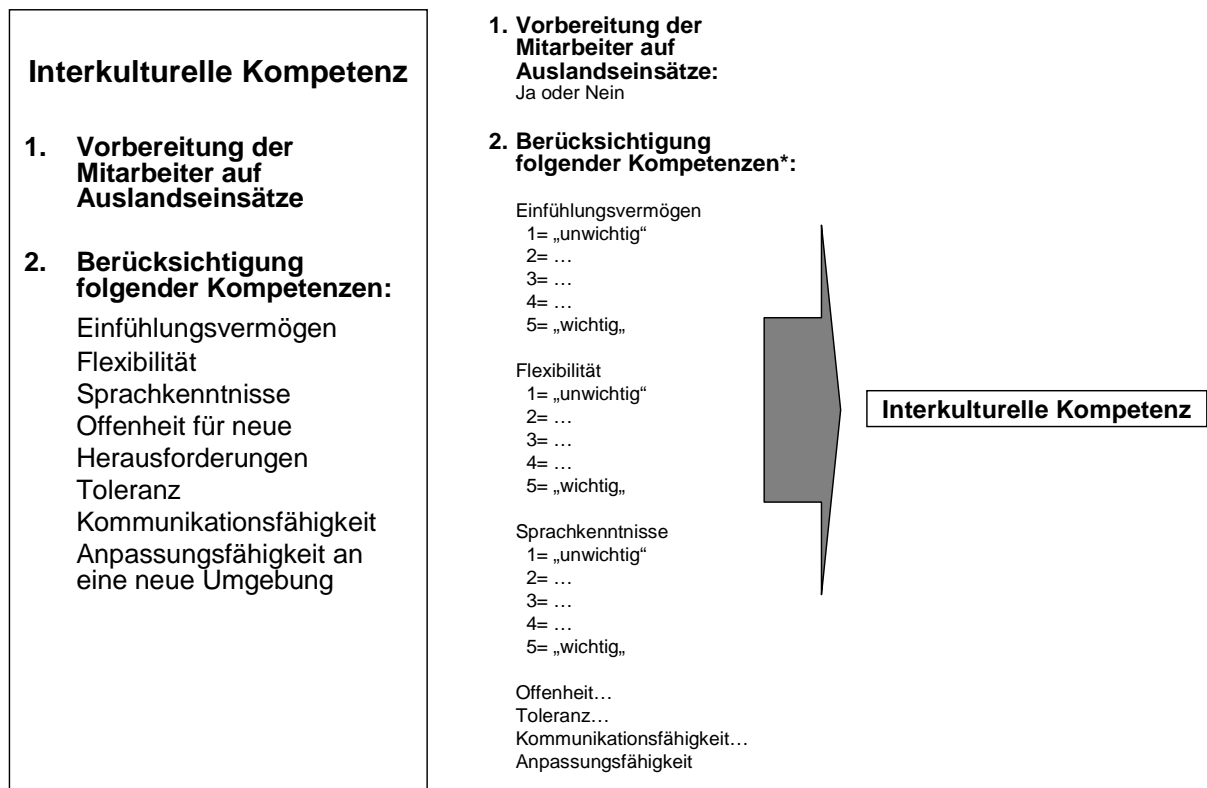 Interkulturelle Kompetenz
1. Vorbereitung der
Mitarbeiter auf
Auslandseinsätze
2. Berücksichtigung
folgender Kompetenzen:
Einfühlungsvermögen
Flexibilität
Sprachkenntnisse
Offenheit für neue
Herausforderungen
Toleranz
Kommunikationsfähigkeit
Anpassungsfähigkeit an
eine neue Umgebung
1. Vorbereitung der
Mitarbeiter auf
Auslandseinsätze:
Ja oder Nein
2. Berücksichtigung
folgender Kompetenzen*:
Einfühlungsvermögen
1= „unwichtig“
2= …
3= …
4= …
5= „wichtig„
Flexibilität
1= „unwichtig“
2= …
3= …
4= …
5= „wichtig„
Sprachkenntnisse
1= „unwichtig“
2= …
3= …
4= …
5= „wichtig„
Offenheit…
Toleranz…
Kommunikationsfähigkeit…
Anpassungsfähigkeit
Interkulturelle Kompetenz